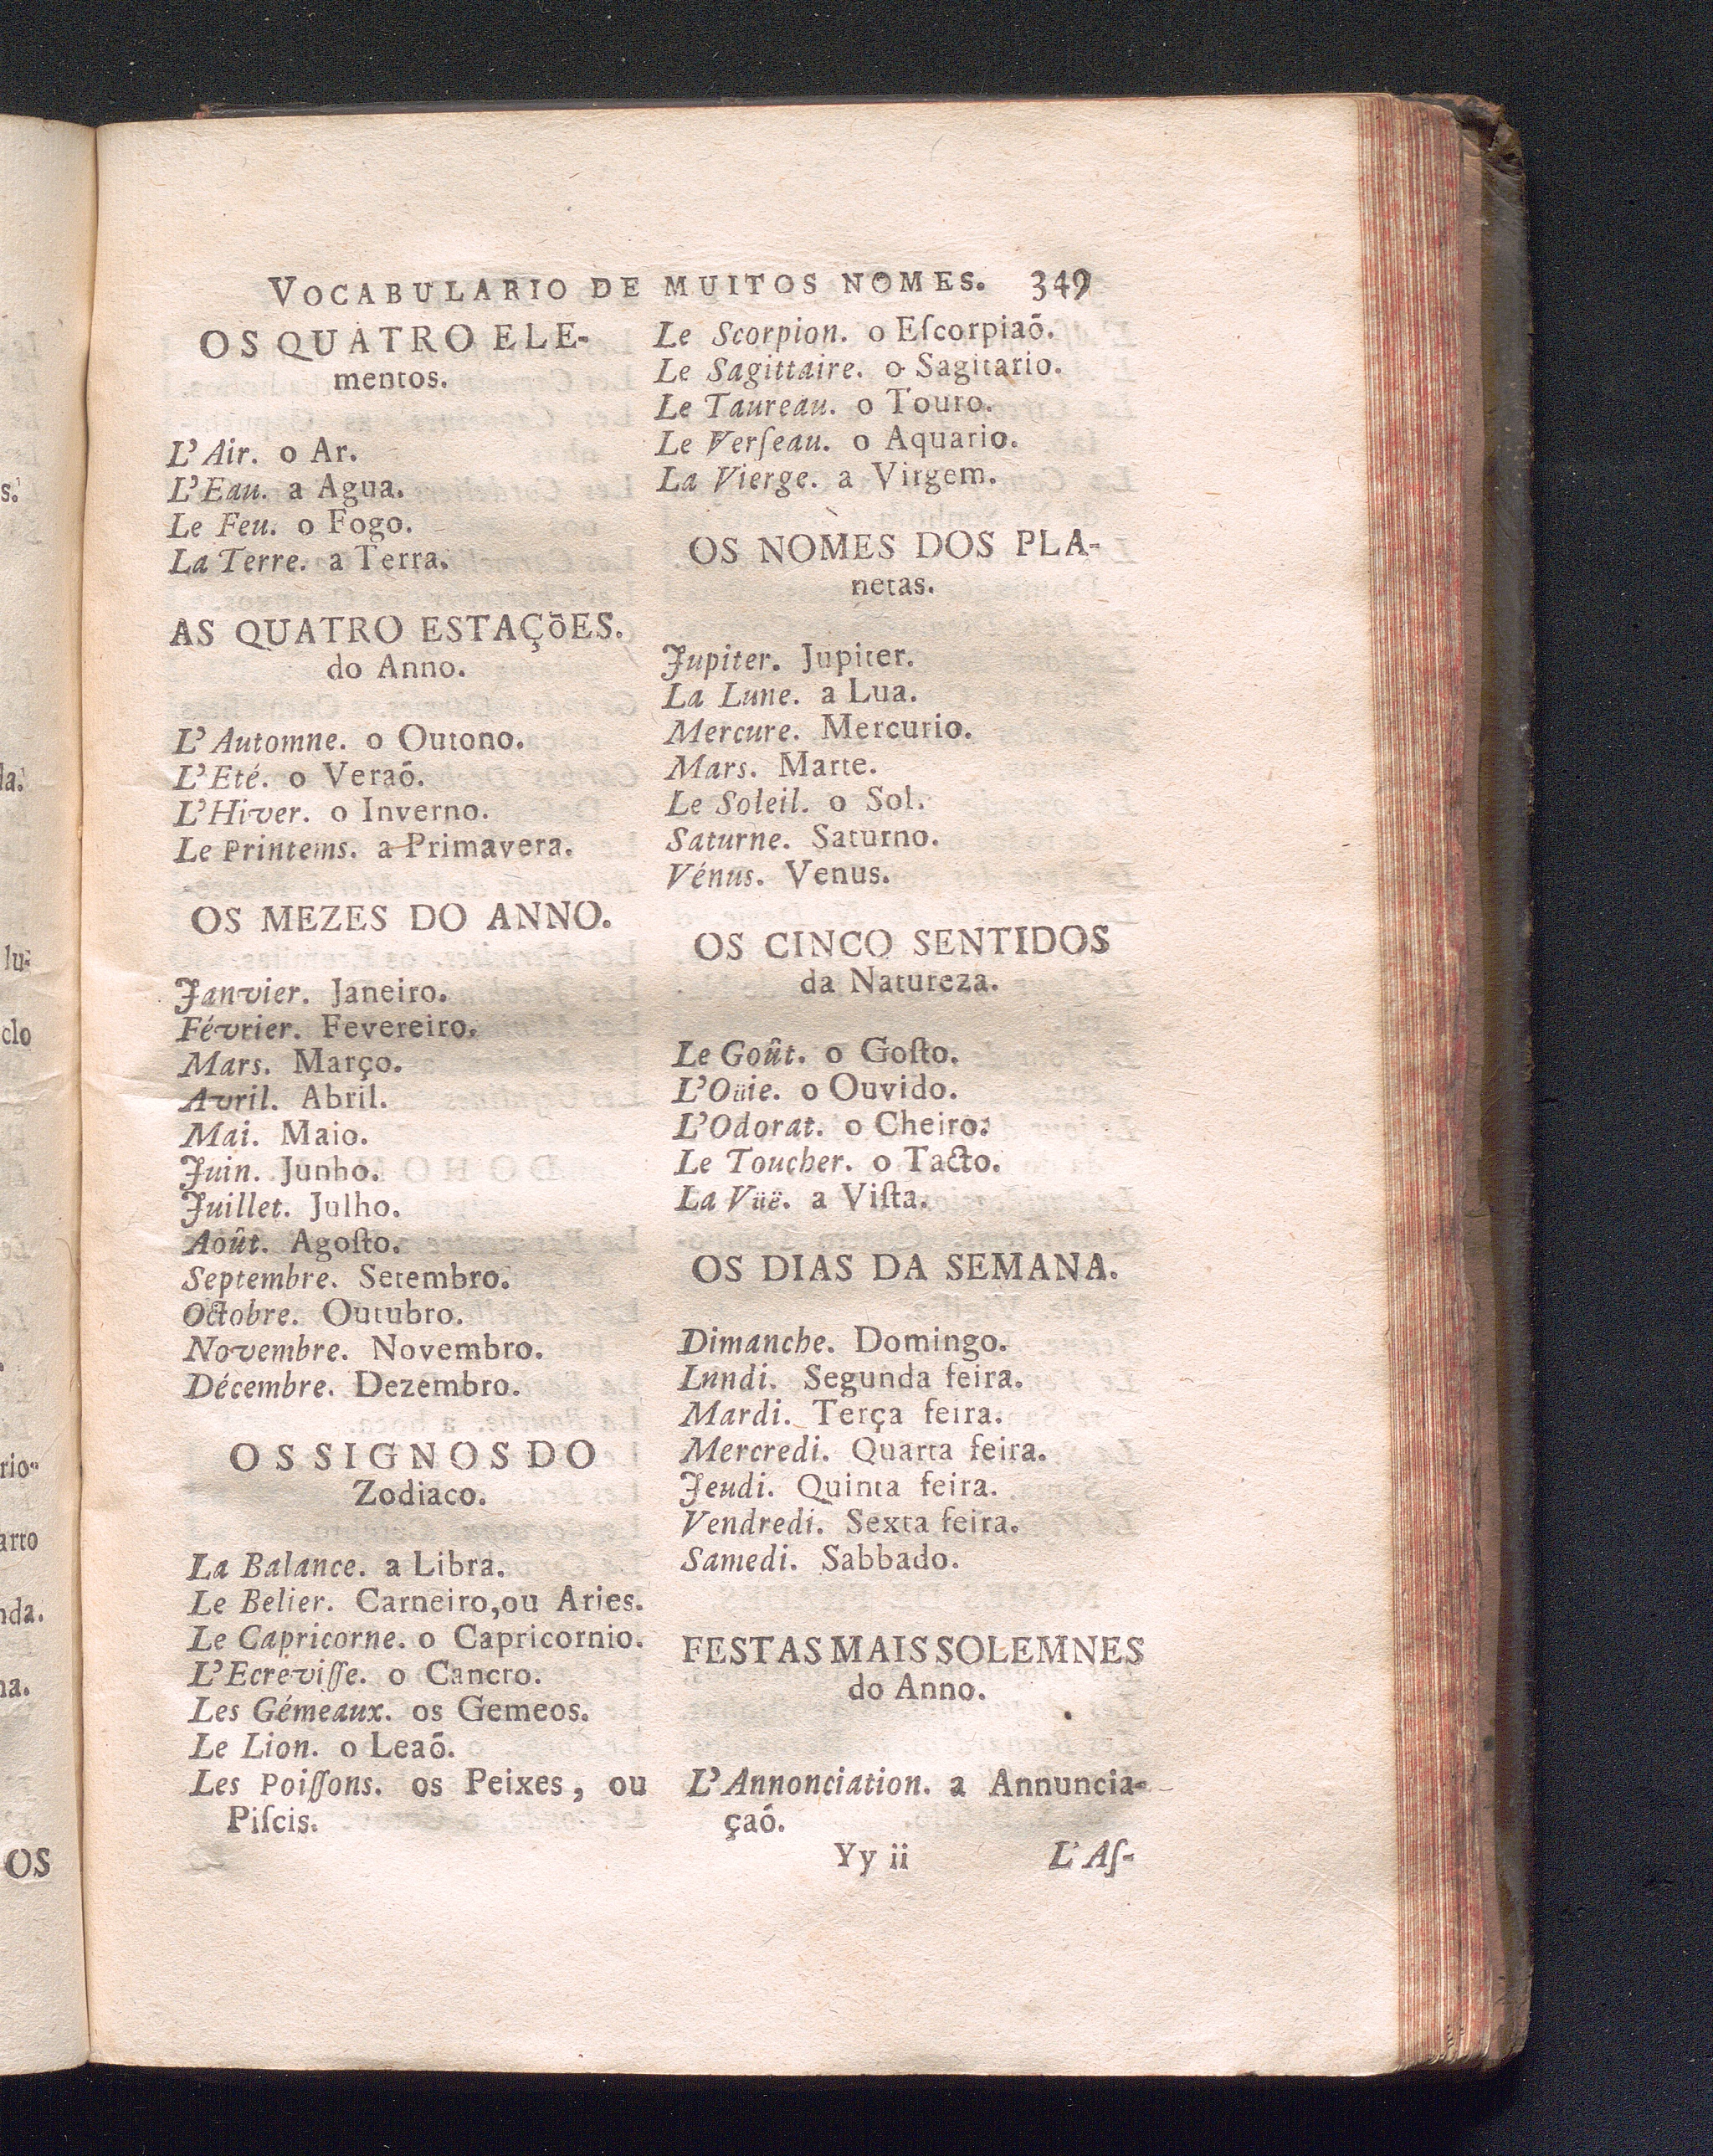 VOCABULARIO DE MUITOS NOMES. 349
OS QUATRO ELE-
mentos.
L'Air. o Ar.
L'Eau. a Agua.
Le Feu. o Fogo.
La Terre. a Terra.
AS QUATRO ESTAÇõES.
do Anno.
L'Automne. o Outono.
L'Eté. o Veraõ.
L'Hiver. o Inverno.
Le Printems. a Primavera.
OS MEZES DO ANNO.
Janvier. Janeiro.
Février. Fevereiro.
Mars. Março.
Avril. Abril.
Mai. Maio.
Juin. Junho.
Juillet. Julho.
Août. Agoſto.
Septembre. Setembro.
Octobre. Outubro.
Novembre. Novembro.
Décembre. Dezembro.
OS SIGNOS DO
Zodiaco.
La Balance. a Libra.
Le Belier. Carneiro, ou Aries.
Le Capricorne. o Capricornio.
L'Ecreviſſe. o Cancro.
Les Gémeaux. os Gemeos.
Le Lion. o Leaõ.
Les Poiſſons. os Peixes, ou
Piſcis.
Le Scorpion. o Eſcorpiaõ.
Le Sagittaire. o Sagitario.
Le Taureau. o Touro.
Le Verſeau. o Aquario.
La Vierge. a Virgem.
OS NOMES DOS PLA-
netas.
Jupiter. Jupiter.
La Lune. a Lua.
Mercure. Mercurio.
Mars. Marte.
Le Soleil. o Sol.
Saturne. Saturno.
Vénus. Venus.
OS CINCO SENTIDOS
da Natureza.
Le Goût. o Goſto.
L'Oüie. o Ouvido.
L'Odorat. o Cheiro.
Le Toucher. o Tacto.
La Vüë. a Viſta.
OS DIAS DA SEMANA.
Dimanche. Domingo.
Lundi. Segunda feira.
Mardi. Terça feira.
Mercredi. Quarta feira.
Jeudi. Quinta feira.
Vendredi. Sexta feira.
Samedi. Sabbado.
FESTAS MAIS SOLEMNES
do Anno.
L'Annonciation. a Annuncia-
çaõ.
Yy ii L'Aſ-